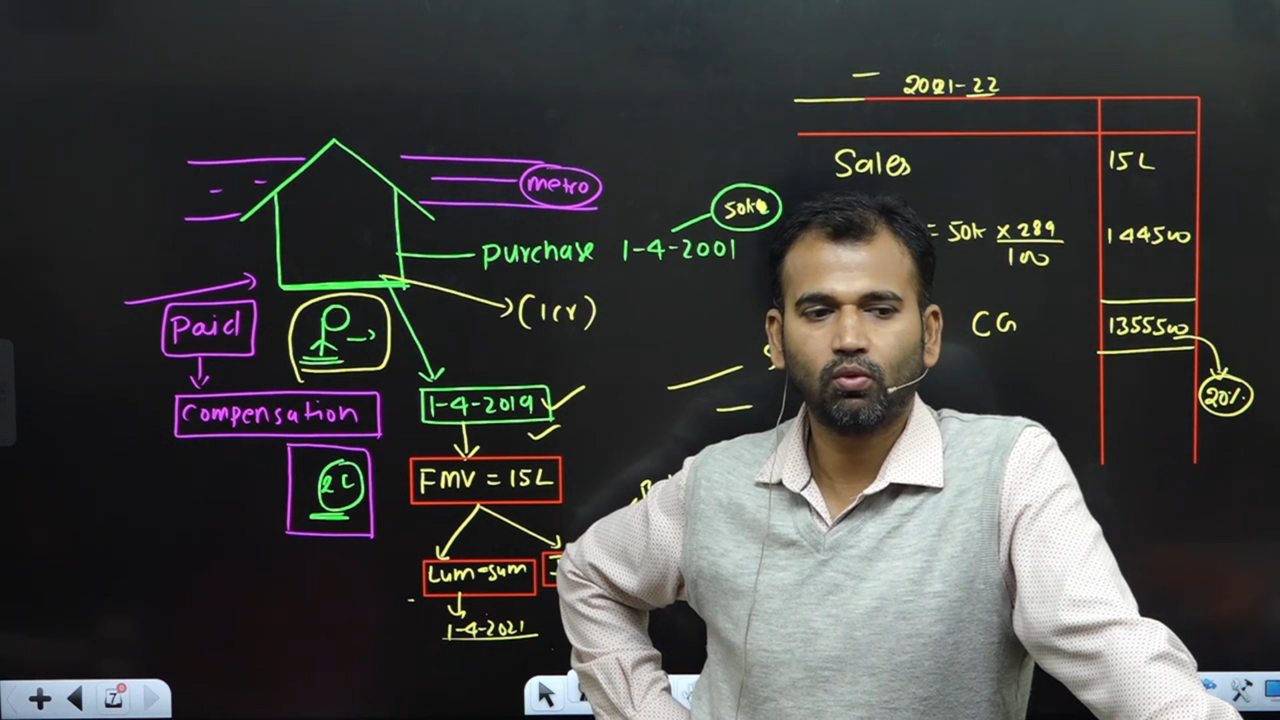 2021-22
Sales
15L
metro
50k
= 50k × 289
100
144500
purchase 1-4-2001
(1cr)
Paid
CG
1355500
20%
1-4-2019
Compensation
FMV = 15L
2C
Lum-sum
1-4-2021